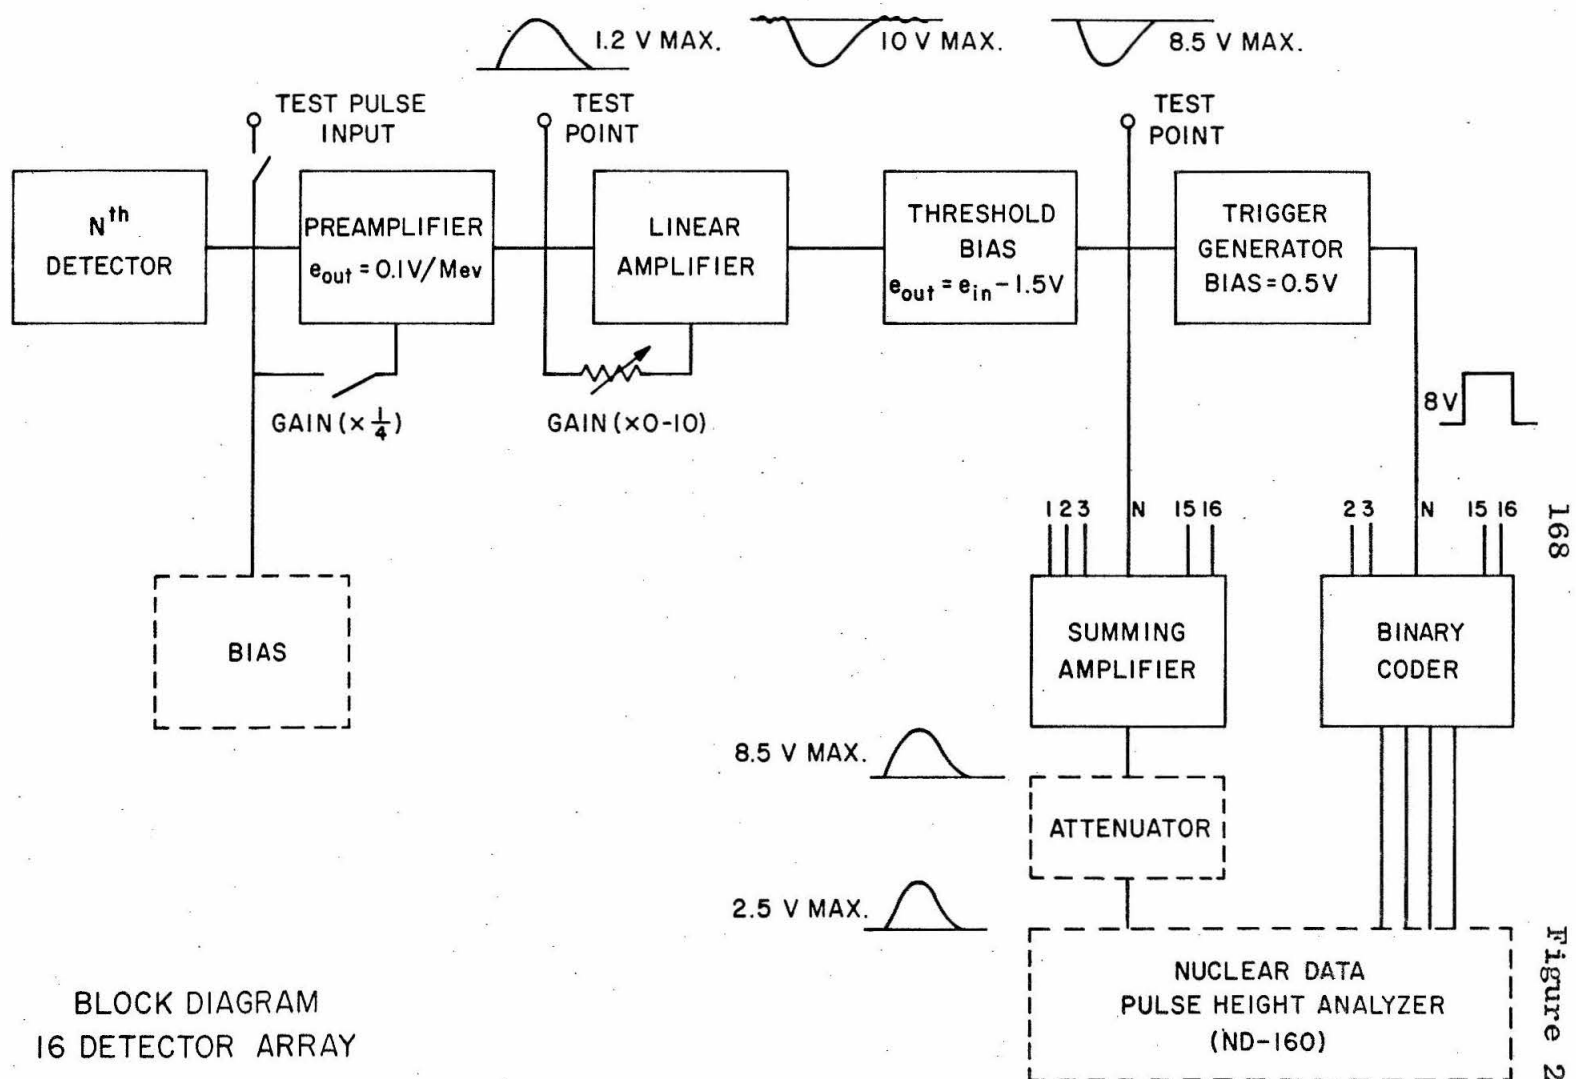 1.2 V MAX.
10 V MAX.
8.5 V MAX.
TEST PULSE
INPUT
TEST
POINT
TEST
POINT
Nth
DETECTOR
PREAMPLIFIER
eout = 0.1V/Mev
LINEAR
AMPLIFIER
THRESHOLD
BIAS
eout = ein - 1.5V
TRIGGER
GENERATOR
BIAS = 0.5V
GAIN (× 1/4)
GAIN (×0-10)
8V
1 2 3 N 15 16
2 3 N 15 16
168
BIAS
SUMMING
AMPLIFIER
BINARY
CODER
8.5 V MAX.
ATTENUATOR
2.5 V MAX.
NUCLEAR DATA
PULSE HEIGHT ANALYZER
(ND-160)
BLOCK DIAGRAM
16 DETECTOR ARRAY
Figure 2